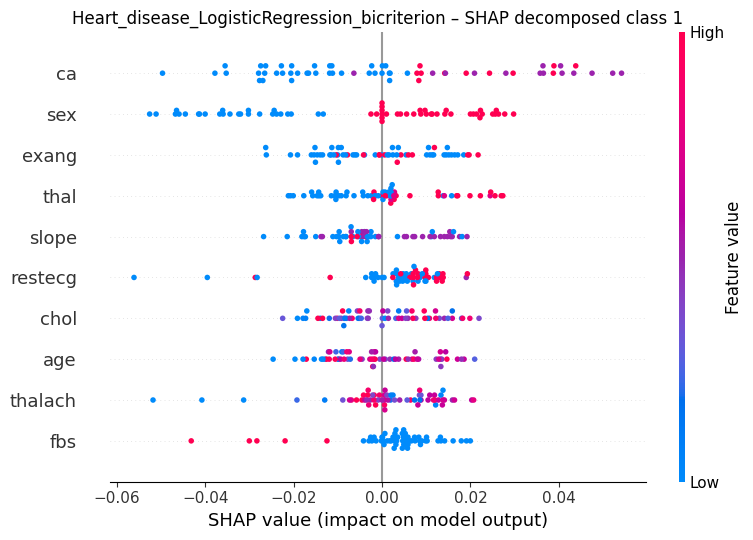 Heart_disease_LogisticRegression_bicriterion – SHAP decomposed class 1
High
ca
sex
exang
thal
slope
restecg
chol
age
thalach
fbs
Feature value
Low
−0.06 −0.04 −0.02 0.00 0.02 0.04
SHAP value (impact on model output)